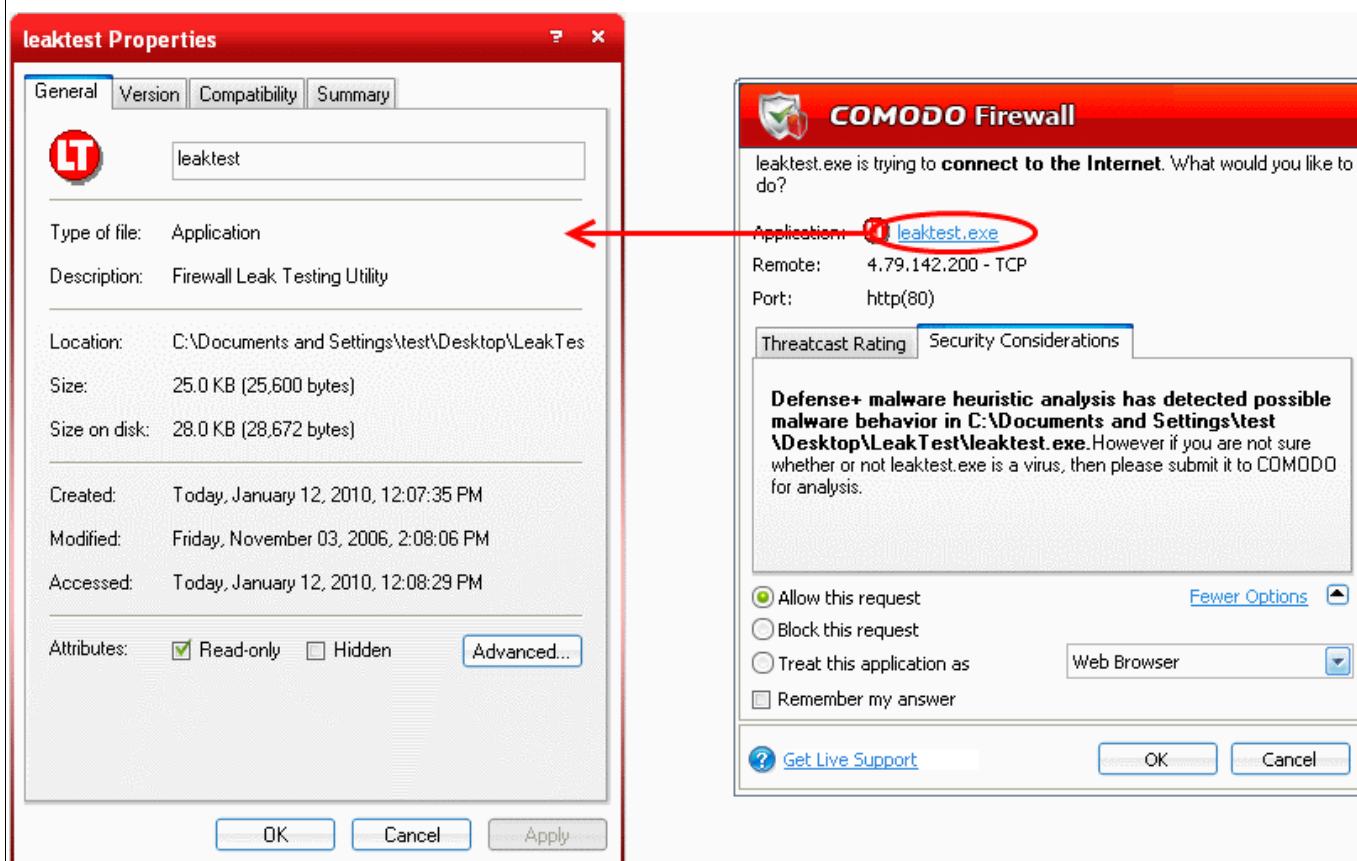 leaktest Properties
General Version Compatibility Summary
LT
leaktest
Type of file: Application
Description: Firewall Leak Testing Utility
Location: C:\Documents and Settings\test\Desktop\LeakTes
Size: 25.0 KB (25,600 bytes)
Size on disk: 28.0 KB (28,672 bytes)
Created: Today, January 12, 2010, 12:07:35 PM
Modified: Friday, November 03, 2006, 2:08:06 PM
Accessed: Today, January 12, 2010, 12:08:29 PM
Attributes: Read-only Hidden Advanced...
OK Cancel Apply
COMODO Firewall
leaktest.exe is trying to connect to the Internet. What would you like to
do?
Application: leaktest.exe
Remote: 4.79.142.200 - TCP
Port: http(80)
Threatcast Rating Security Considerations
Defense+ malware heuristic analysis has detected possible
malware behavior in C:\Documents and Settings\test
\Desktop\LeakTest\leaktest.exe.However if you are not sure
whether or not leaktest.exe is a virus, then please submit it to COMODO
for analysis.
Allow this request Fewer Options
Block this request
Treat this application as Web Browser
Remember my answer
? Get Live Support OK Cancel